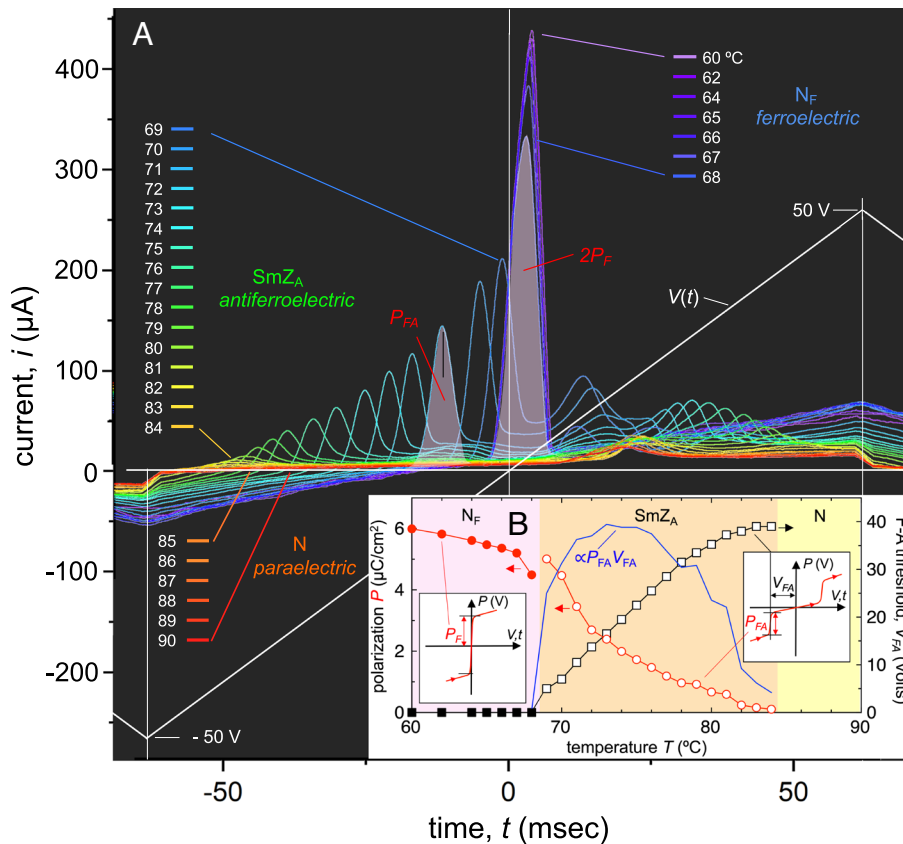 A
400
300
200
100
0
-100
-200
current, i (µA)
-50
0
50
time, t (msec)
69
70
71
72
73
74
75
76
77
78
79
80
81
82
83
84
SmZA
antiferroelectric
PFA
2PF
60 ºC
62
64
65
66
67
68
NF
ferroelectric
50 V
V(t)
85
86
87
88
89
90
N
paraelectric
- 50 V
B
NF
SmZA
N
∝PFAVFA
6
4
2
0
polarization P (µC/cm²)
40
30
20
10
0
F-A threshold, VFA (Volts)
60
70
80
90
temperature T (ºC)
P (V)
PF
V,t
P (V)
VFA
V,t
PFA